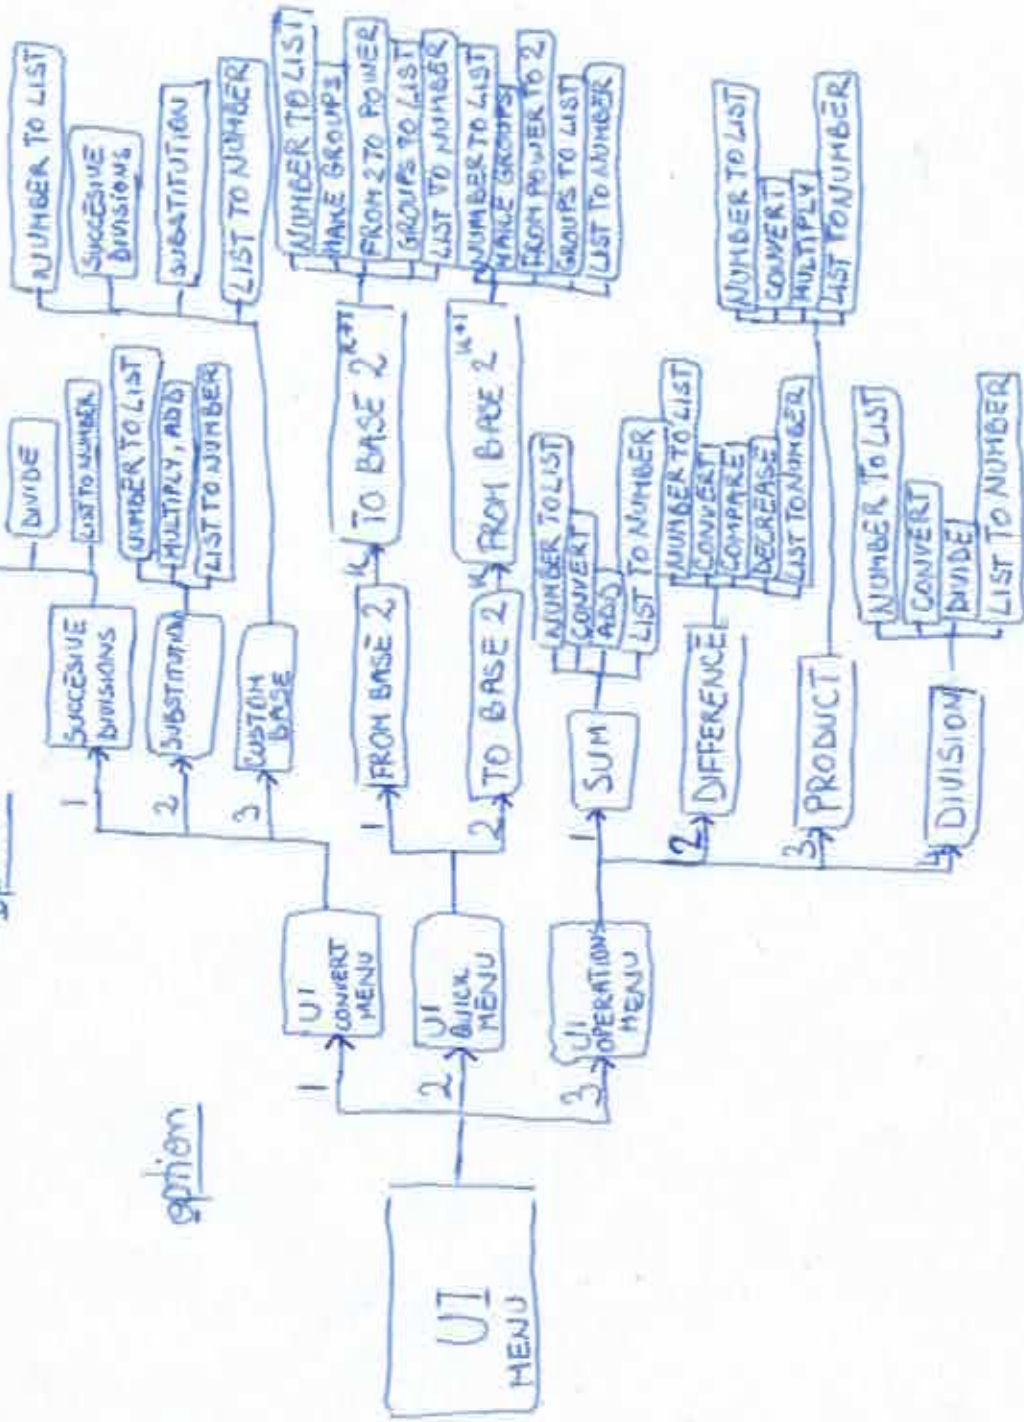 option
UI
MENU
1
2
3
UI
CONVERT
MENU
1
2
3
SUCCESIVE
DIVISIONS
DIVIDE
LIST TO NUMBER
SUBSTITUTION
NUMBER TO LIST
MULTIPLY, ADD
LIST TO NUMBER
CUSTOM
BASE
NUMBER TO LIST
SUCCESIVE
DIVISIONS
SUBSTITUTION
LIST TO NUMBER
UI
QUICK
MENU
1
2
FROM BASE 2
k
TO BASE 2^k+1
NUMBER TO LIST
MAKE GROUPS
FROM 2 TO POWER
GROUPS TO LIST
LIST TO NUMBER
TO BASE 2
k
FROM BASE 2^k+1
NUMBER TO LIST
MAKE GROUPS
FROM POWER TO 2
GROUPS TO LIST
LIST TO NUMBER
UI
OPERATION
MENU
1
2
3
4
SUM
NUMBER TO LIST
CONVERT
ADD
LIST TO NUMBER
DIFFERENCE
NUMBER TO LIST
CONVERT
COMPARE
DECREASE
LIST TO NUMBER
PRODUCT
NUMBER TO LIST
CONVERT
MULTIPLY
LIST TO NUMBER
DIVISION
NUMBER TO LIST
CONVERT
DIVIDE
LIST TO NUMBER